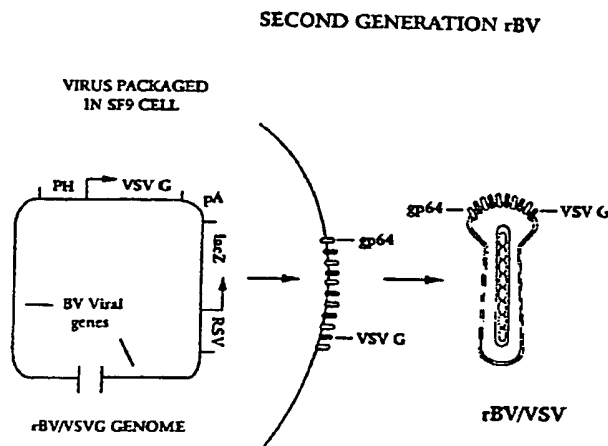 SECOND GENERATION rBV
VIRUS PACKAGED
IN SF9 CELL
PH
VSV G
pA
lacZ
RSV
BV Viral
genes
rBV/VSVG GENOME
gp64
VSV G
gp64
VSV G
rBV/VSV